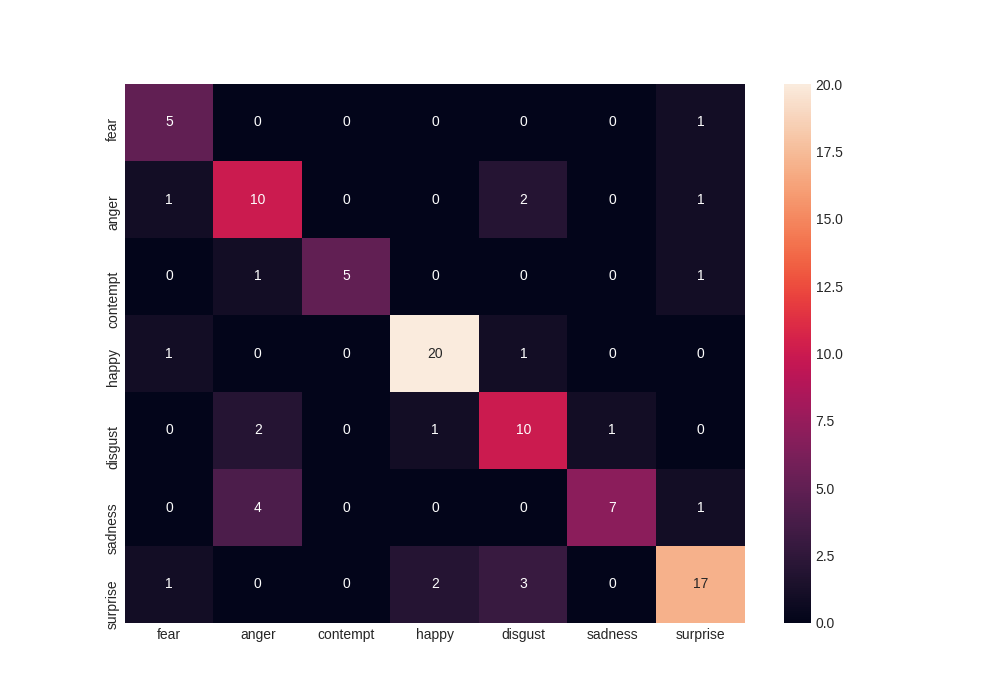 fear 5 0 0 0 0 0 1
anger 1 10 0 0 2 0 1
contempt 0 1 5 0 0 0 1
happy 1 0 0 20 1 0 0
disgust 0 2 0 1 10 1 0
sadness 0 4 0 0 0 7 1
surprise 1 0 0 2 3 0 17
fear anger contempt happy disgust sadness surprise
20.0
17.5
15.0
12.5
10.0
7.5
5.0
2.5
0.0